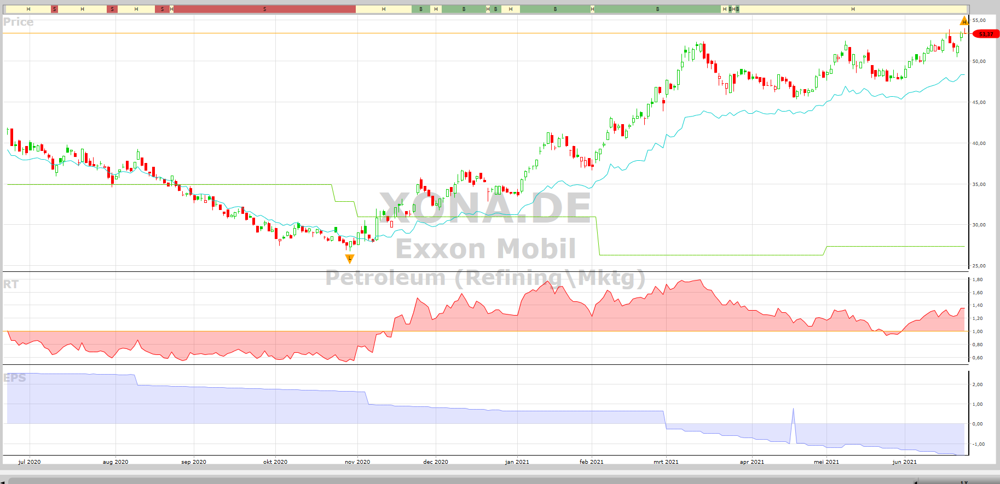 H S H S H S H S H B H B H B H B H B H B H B H
Price
55,00
H
53,37
50,00
45,00
40,00
35,00
XONA.DE
30,00
Exxon Mobil
L
25,00
Petroleum (Refining\Mktg)
RT
1,80
1,60
1,40
1,20
1,00
0,80
0,60
EPS
2,00
1,00
0,00
-1,00
jul 2020 aug 2020 sep 2020 okt 2020 nov 2020 dec 2020 jan 2021 feb 2021 mrt 2021 apr 2021 mei 2021 jun 2021